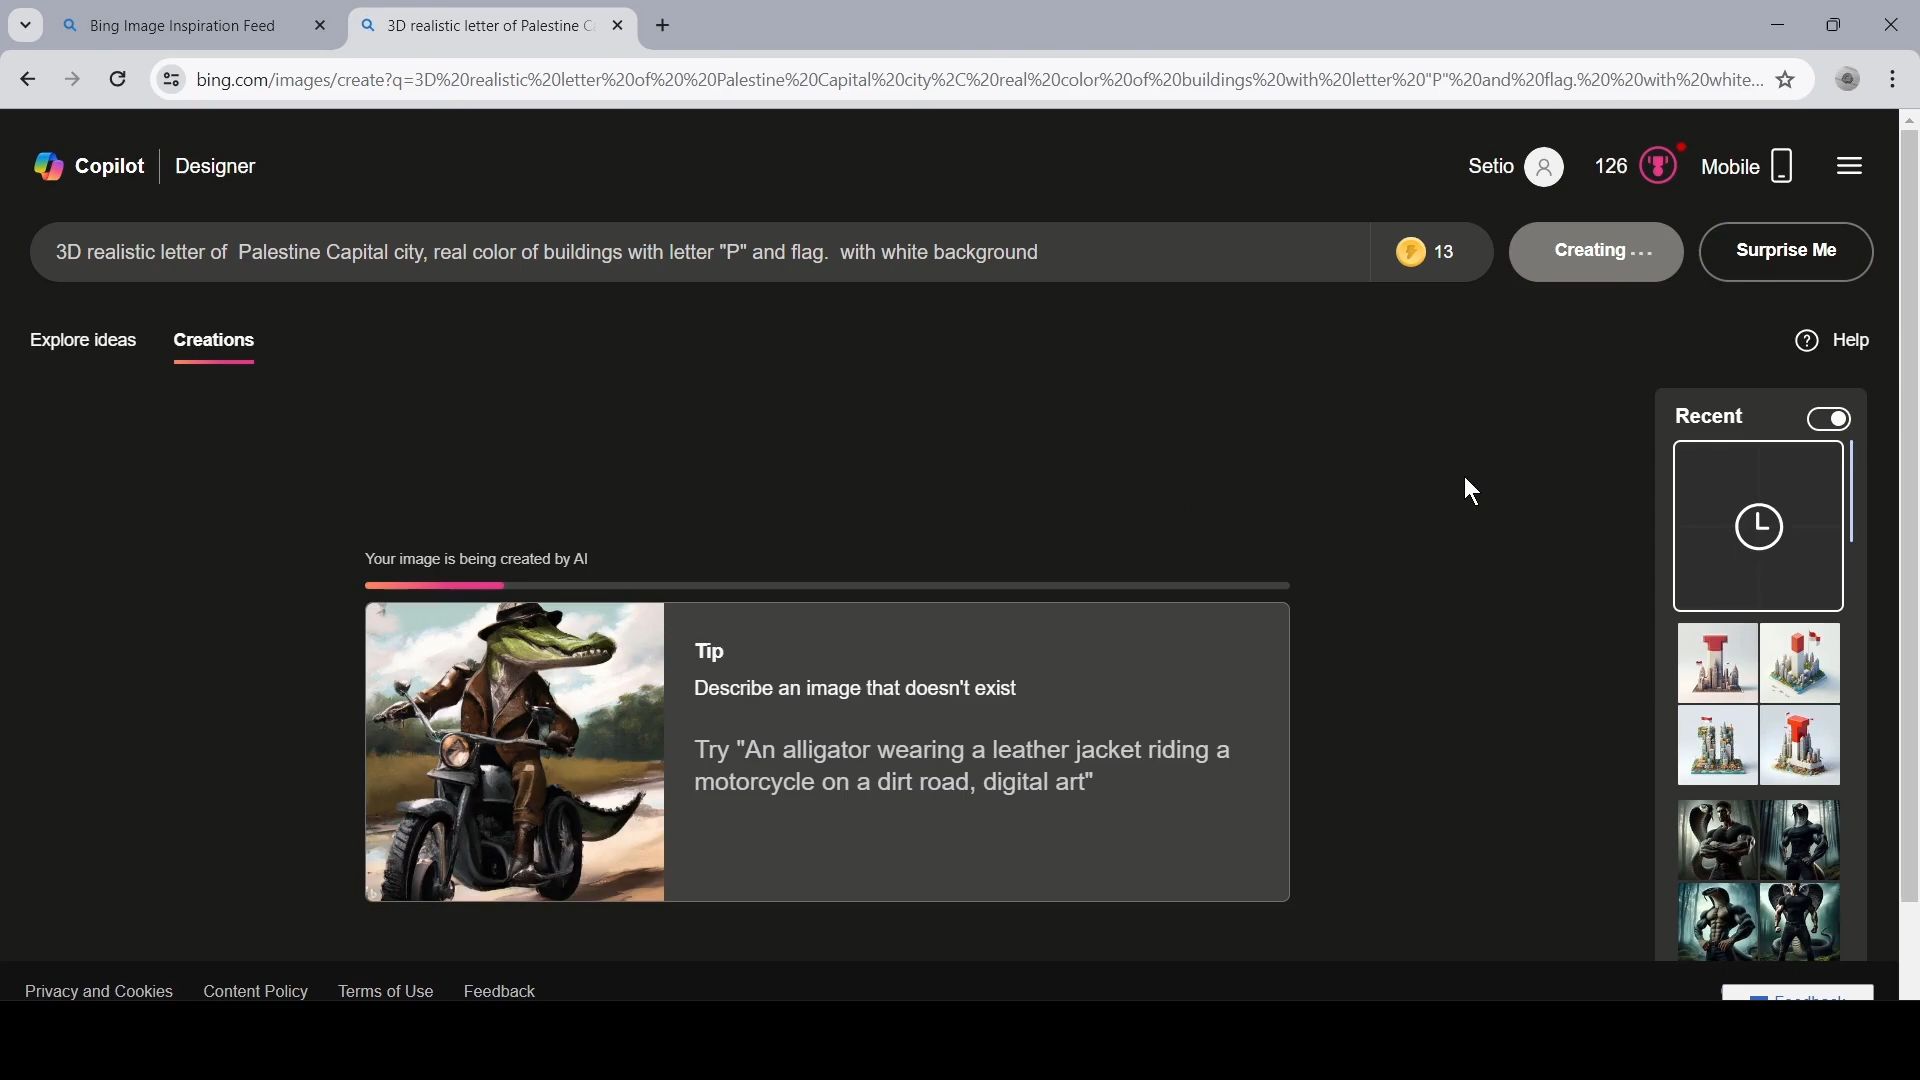 Bing Image Inspiration Feed
3D realistic letter of Palestine C
bing.com/images/create?q=3D%20realistic%20letter%20of%20%20Palestine%20Capital%20city%2C%20real%20color%20of%20buildings%20with%20letter%20"P"%20and%20flag.%20%20with%20white...
Copilot Designer
Setio 126 Mobile
3D realistic letter of  Palestine Capital city, real color of buildings with letter "P" and flag.  with white background
13
Creating ...
Surprise Me
Explore ideas Creations
Help
Recent
Your image is being created by AI
Tip
Describe an image that doesn't exist
Try "An alligator wearing a leather jacket riding a
motorcycle on a dirt road, digital art"
Privacy and Cookies Content Policy Terms of Use Feedback